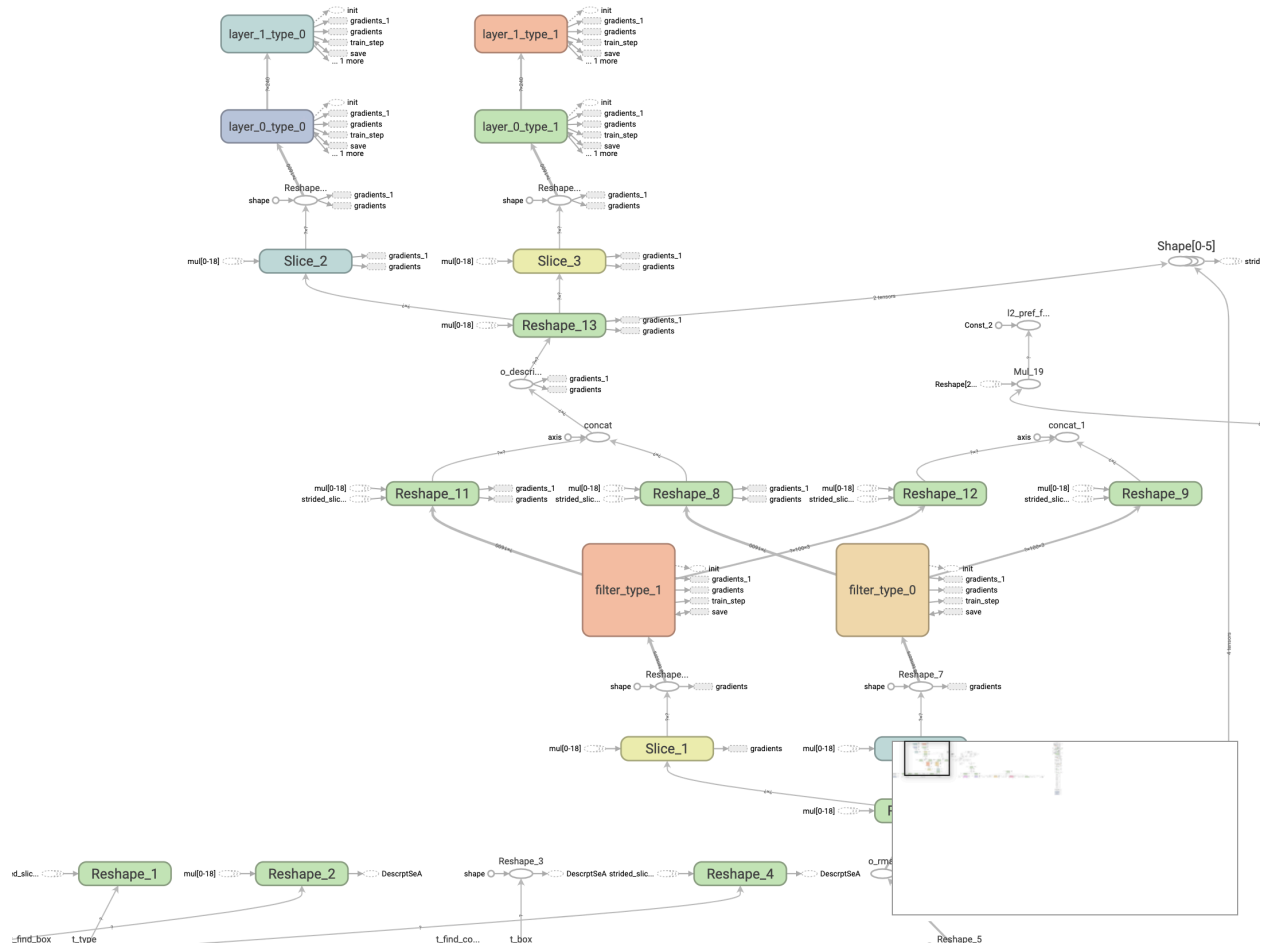 init
gradients_1
gradients
train_step
save
... 1 more
layer_1_type_0
init
gradients_1
gradients
train_step
save
... 1 more
layer_1_type_1
init
gradients_1
gradients
train_step
save
... 1 more
layer_0_type_0
init
gradients_1
gradients
train_step
save
... 1 more
layer_0_type_1
Reshape...
shape
gradients_1
gradients
Reshape...
shape
gradients_1
gradients
mul[0-18]
Slice_2
gradients_1
gradients
mul[0-18]
Slice_3
gradients_1
gradients
Shape[0-5]
strid
2 tensors
mul[0-18]
Reshape_13
gradients_1
gradients
l2_pref_f...
Const_2
o_descri...
gradients_1
gradients
Mul_19
Reshape[2...
concat
axis
concat_1
axis
mul[0-18]
strided_slic...
Reshape_11
gradients_1
gradients
mul[0-18]
strided_slic...
Reshape_8
gradients_1
gradients
mul[0-18]
strided_slic...
Reshape_12
mul[0-18]
strided_slic...
Reshape_9
filter_type_1
init
gradients_1
gradients
train_step
save
filter_type_0
init
gradients_1
gradients
train_step
save
4 tensors
Reshape...
shape
gradients
Reshape_7
shape
gradients
mul[0-18]
Slice_1
gradients
mul[0-18]
mul[0-18]
Reshape_1
mul[0-18]
Reshape_2
DescrptSeA
Reshape_3
shape
DescrptSeA
strided_slic...
Reshape_4
DescrptSeA
o_rma
_find_box
t_type
t_find_co...
t_box
Reshape_5